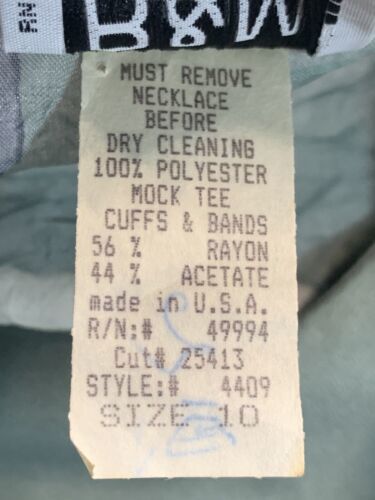 R&M
RN
MUST REMOVE
NECKLACE
BEFORE
DRY CLEANING
100% POLYESTER
MOCK TEE
CUFFS & BANDS
56 % RAYON
44 % ACETATE
made in U.S.A.
R/N:# 49994
Cut# 25413
STYLE:# 4409
SIZE 10